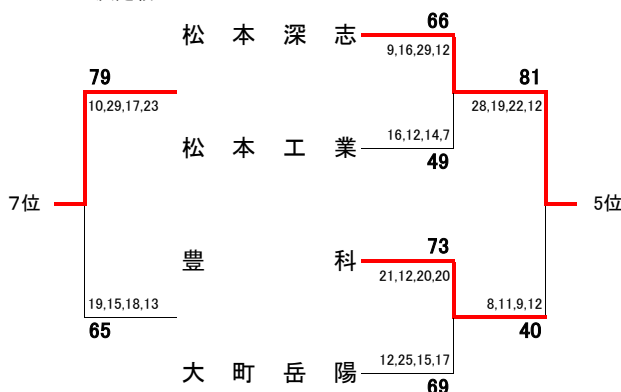 松本深志
66
9,16,29,12
79
10,29,17,23
81
28,19,22,12
松本工業
16,12,14,7
49
7位
5位
豊科
73
21,12,20,20
19,15,18,13
65
8,11,9,12
40
大町岳陽
12,25,15,17
69